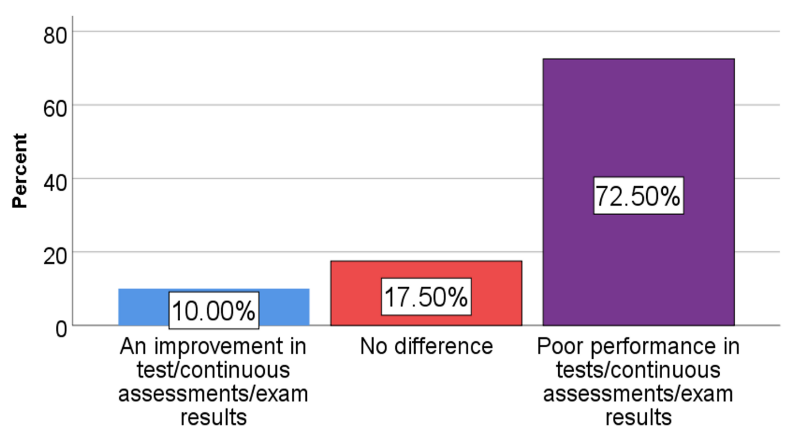 80
60
40
20
0
Percent
10.00%
17.50%
72.50%
An improvement in
test/continuous
assessments/exam
results
No difference
Poor performance in
tests/continuous
assessments/exam
results